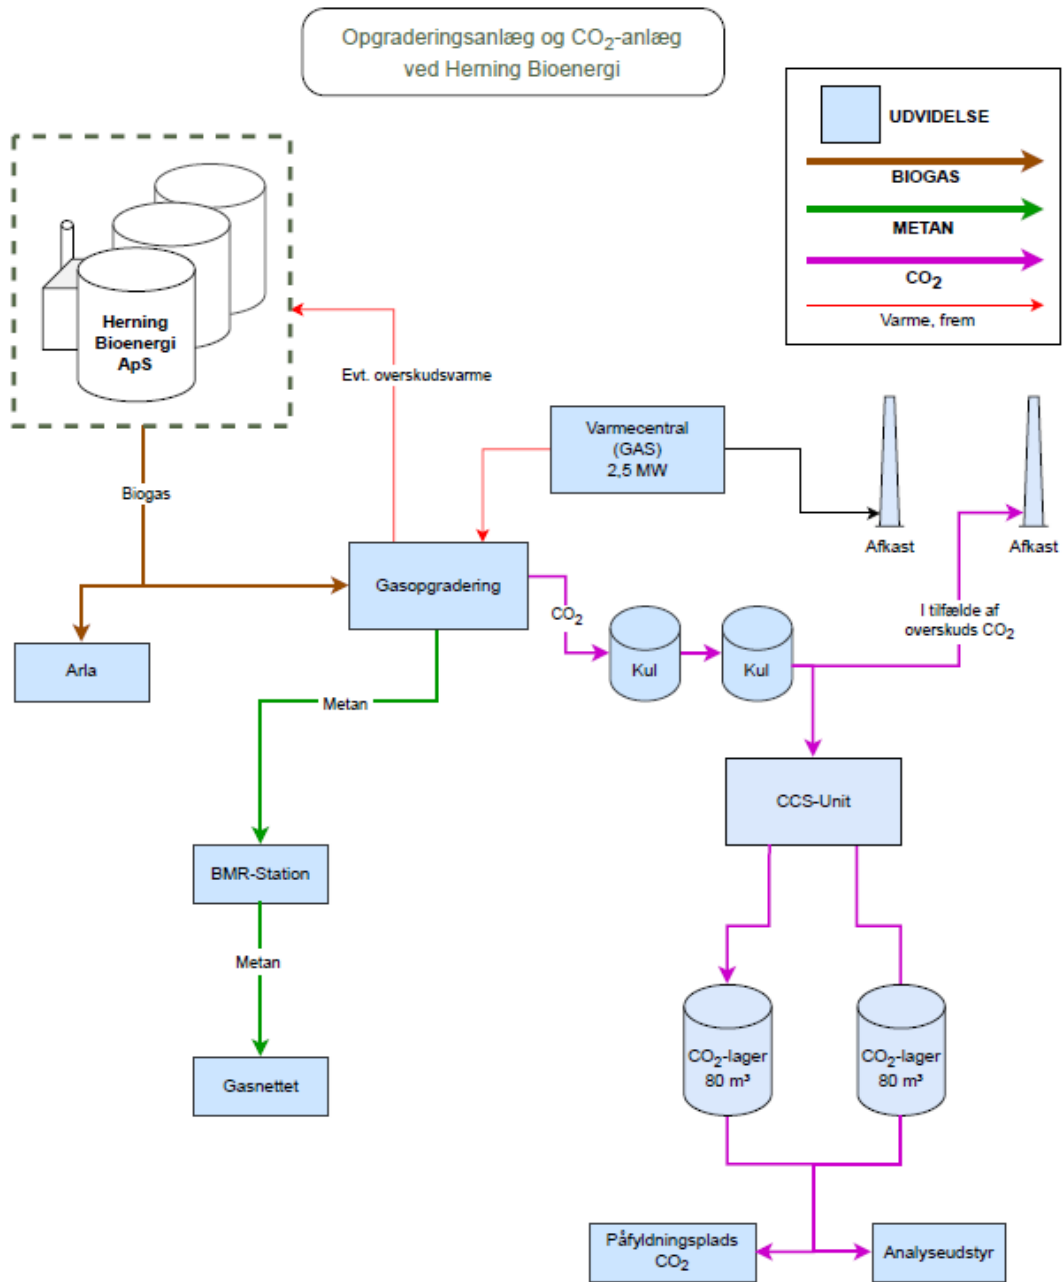 Opgraderingsanlæg og CO₂-anlæg
ved Herning Bioenergi
UDVIDELSE
BIOGAS
METAN
CO₂
Varme, frem
Herning
Bioenergi
ApS
Evt. overskudsvarme
Varmecentral
(GAS)
2,5 MW
Biogas
Afkast
Afkast
Gasopgradering
CO₂
I tilfælde af
overskuds CO₂
Arla
Kul
Kul
Metan
CCS-Unit
BMR-Station
Metan
CO₂-lager
80 m³
CO₂-lager
80 m³
Gasnettet
Påfyldningsplads
CO₂
Analyseudstyr